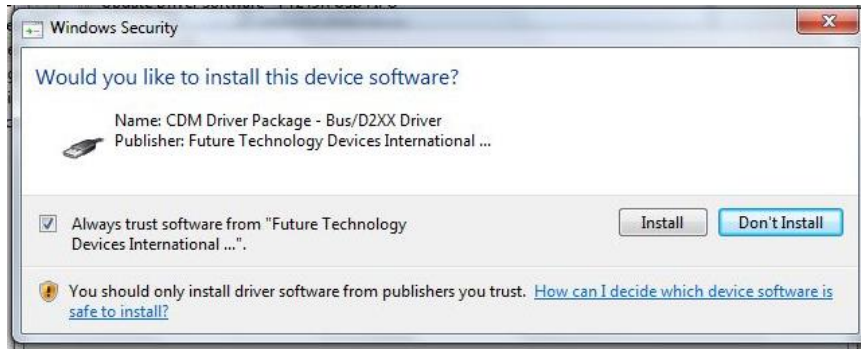 Windows Security
Would you like to install this device software?
Name: CDM Driver Package - Bus/D2XX Driver
Publisher: Future Technology Devices International ...
Always trust software from "Future Technology
Devices International ...".
Install
Don't Install
You should only install driver software from publishers you trust. How can I decide which device software is
safe to install?